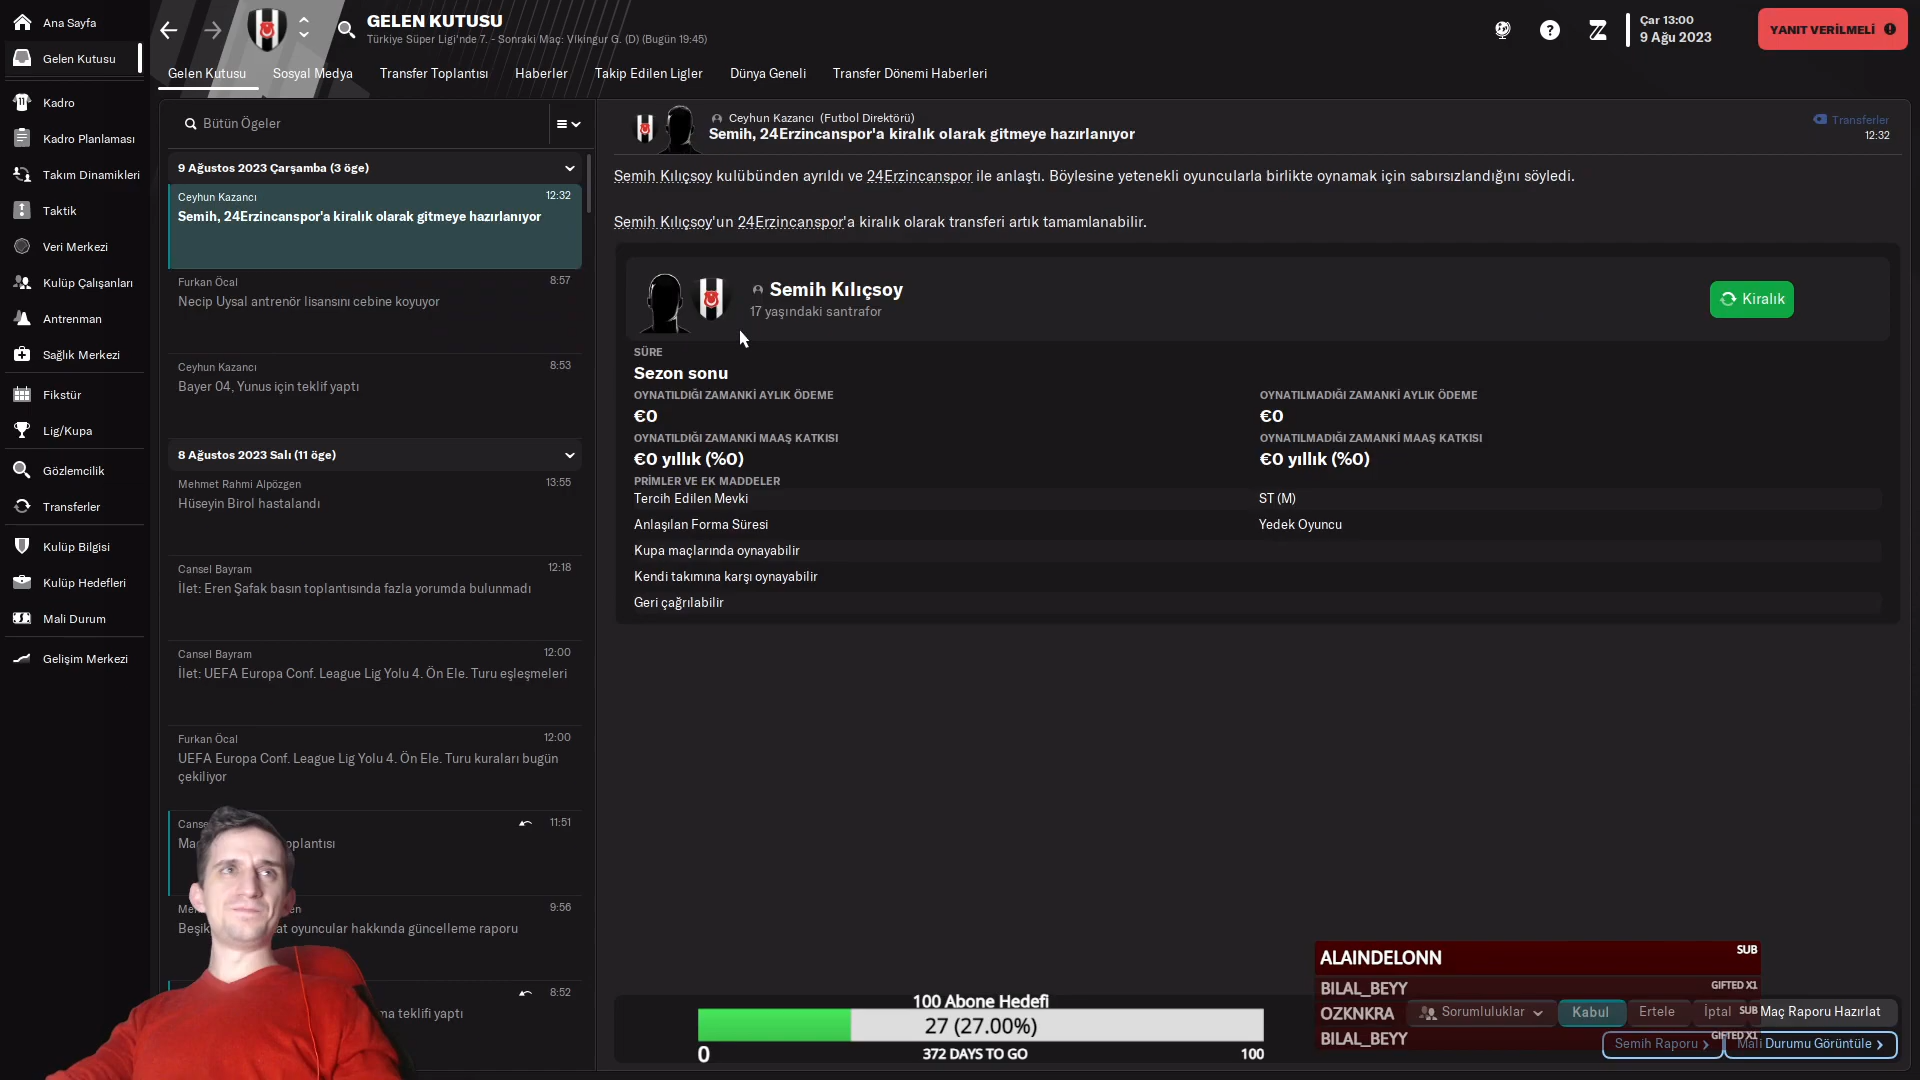 Ana Sayfa
Gelen Kutusu
Kadro
Kadro Planlaması
Takım Dinamikleri
Taktik
Veri Merkezi
Kulüp Çalışanları
Antrenman
Sağlık Merkezi
Fikstür
Lig/Kupa
Gözlemcilik
Transferler
Kulüp Bilgisi
Kulüp Hedefleri
Mali Durum
Gelişim Merkezi
GELEN KUTUSU
Türkiye Süper Ligi'nde 7. - Sonraki Maç: Víkingur G. (D) (Bugün 19:45)
Çar 13:00
9 Ağu 2023
YANIT VERİLMELİ
Gelen Kutusu Sosyal Medya Transfer Toplantısı Haberler Takip Edilen Ligler Dünya Geneli Transfer Dönemi Haberleri
Bütün Ögeler
9 Ağustos 2023 Çarşamba (3 öge)
Ceyhun Kazancı 12:32
Semih, 24Erzincanspor'a kiralık olarak gitmeye hazırlanıyor
Furkan Öcal 8:57
Necip Uysal antrenör lisansını cebine koyuyor
Ceyhun Kazancı 8:53
Bayer 04, Yunus için teklif yaptı
8 Ağustos 2023 Salı (11 öge)
Mehmet Rahmi Alpözgen 13:55
Hüseyin Birol hastalandı
Cansel Bayram 12:18
İlet: Eren Şafak basın toplantısında fazla yorumda bulunmadı
Cansel Bayram 12:00
İlet: UEFA Europa Conf. League Lig Yolu 4. Ön Ele. Turu eşleşmeleri
Furkan Öcal 12:00
UEFA Europa Conf. League Lig Yolu 4. Ön Ele. Turu kuraları bugün
çekiliyor
11:51
oplantısı
9:56
oyuncular hakkında güncelleme raporu
8:52
teklifi yaptı
Ceyhun Kazancı (Futbol Direktörü)
Semih, 24Erzincanspor'a kiralık olarak gitmeye hazırlanıyor
Transferler
12:32
Semih Kılıçsoy kulübünden ayrıldı ve 24Erzincanspor ile anlaştı. Böylesine yetenekli oyuncularla birlikte oynamak için sabırsızlandığını söyledi.
Semih Kılıçsoy'un 24Erzincanspor'a kiralık olarak transferi artık tamamlanabilir.
Semih Kılıçsoy
17 yaşındaki santrafor
Kiralık
SÜRE
Sezon sonu
OYNATILDIĞI ZAMANKİ AYLIK ÖDEME OYNATILMADIĞI ZAMANKİ AYLIK ÖDEME
€0 €0
OYNATILDIĞI ZAMANKİ MAAŞ KATKISI OYNATILMADIĞI ZAMANKİ MAAŞ KATKISI
€0 yıllık (%0) €0 yıllık (%0)
PRİMLER VE EK MADDELER
Tercih Edilen Mevki ST (M)
Anlaşılan Forma Süresi Yedek Oyuncu
Kupa maçlarında oynayabilir
Kendi takımına karşı oynayabilir
Geri çağrılabilir
100 Abone Hedefi
27 (27.00%)
0 372 DAYS TO GO 100
ALAINDELONN SUB
BILAL_BEYY GIFTED X1
OZKNKRA SUB
BILAL_BEYY GIFTED X1
Sorumluluklar Kabul Ertele İptal Maç Raporu Hazırlat
Semih Raporu Mali Durumu Görüntüle